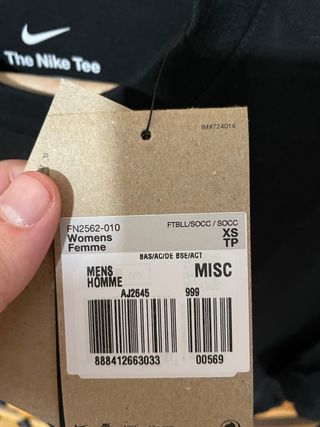 The Nike Tee
IM#724014
FN2562-010
Womens
Femme
FTBLL/SOCC / SOCC
XS
TP
BAS/AC/DE BSE/ACT
MENS
HOMME
MISC
AJ2645 999
888412663033 00569